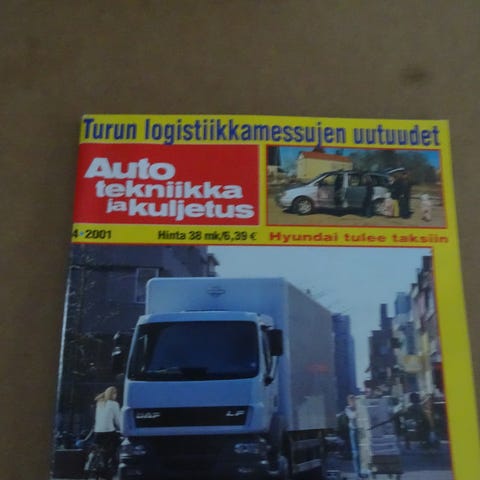 Turun logistiikkamessujen uutuudet
Auto
tekniikka
ja kuljetus
4•2001
Hinta 38 mk/6,39 €
Hyundai tulee taksiin
DAF LF